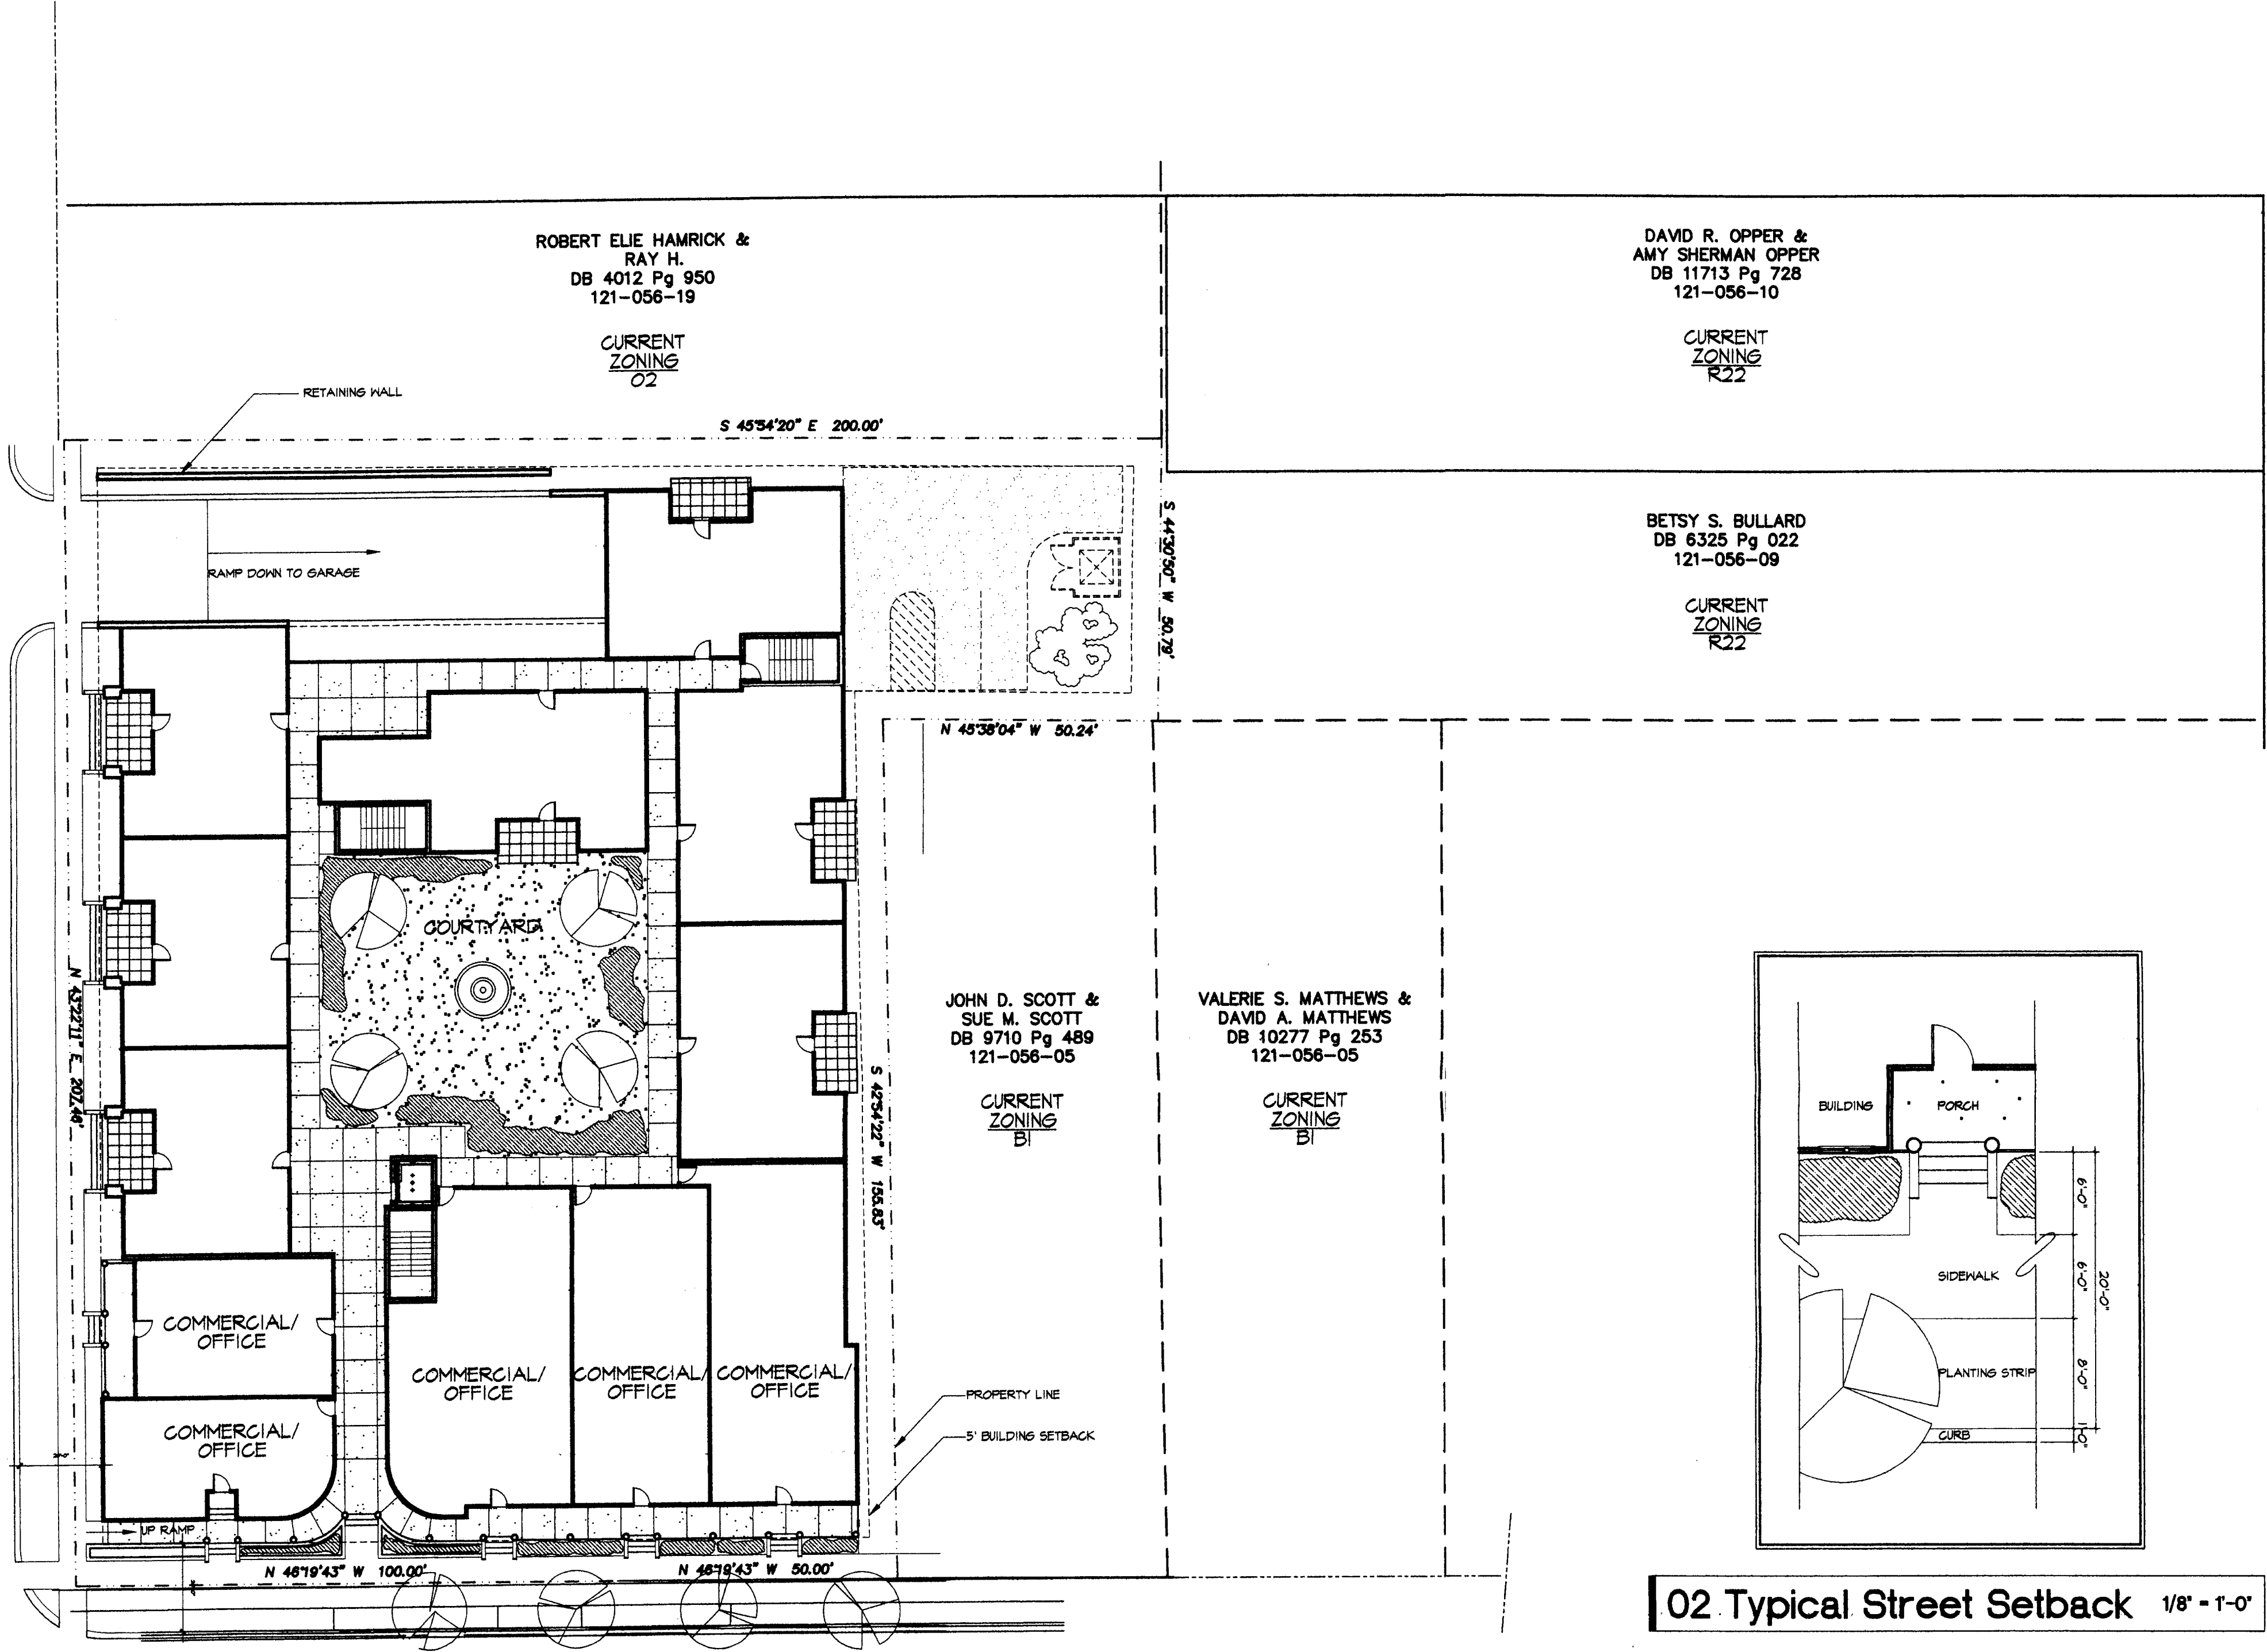 ROBERT ELIE HAMRICK &
RAY H.
DB 4012 Pg 950
121-056-19
CURRENT
ZONING
O2
DAVID R. OPPER &
AMY SHERMAN OPPER
DB 11713 Pg 728
121-056-10
CURRENT
ZONING
R22
RETAINING WALL
S 45°54'20" E 200.00'
BETSY S. BULLARD
DB 6325 Pg 022
121-056-09
CURRENT
ZONING
R22
S 44°30'50" W 50.79'
RAMP DOWN TO GARAGE
N 45°38'04" W 50.24'
COURTYARD
N 43°22'11" E 207.46'
JOHN D. SCOTT &
SUE M. SCOTT
DB 9710 Pg 489
121-056-05
CURRENT
ZONING
B1
VALERIE S. MATTHEWS &
DAVID A. MATTHEWS
DB 10277 Pg 253
121-056-05
CURRENT
ZONING
B1
S 42°54'22" W 155.83'
BUILDING
PORCH
6'-0"
SIDEWALK
6'-0"
20'-0"
PLANTING STRIP
8'-0"
CURB
1'-0"
COMMERCIAL/
OFFICE
COMMERCIAL/
OFFICE
COMMERCIAL/
OFFICE
COMMERCIAL/
OFFICE
COMMERCIAL/
OFFICE
PROPERTY LINE
5' BUILDING SETBACK
UP RAMP
N 46°19'43" W 100.00'
N 46°19'43" W 50.00'
02 Typical Street Setback 1/8" = 1'-0"